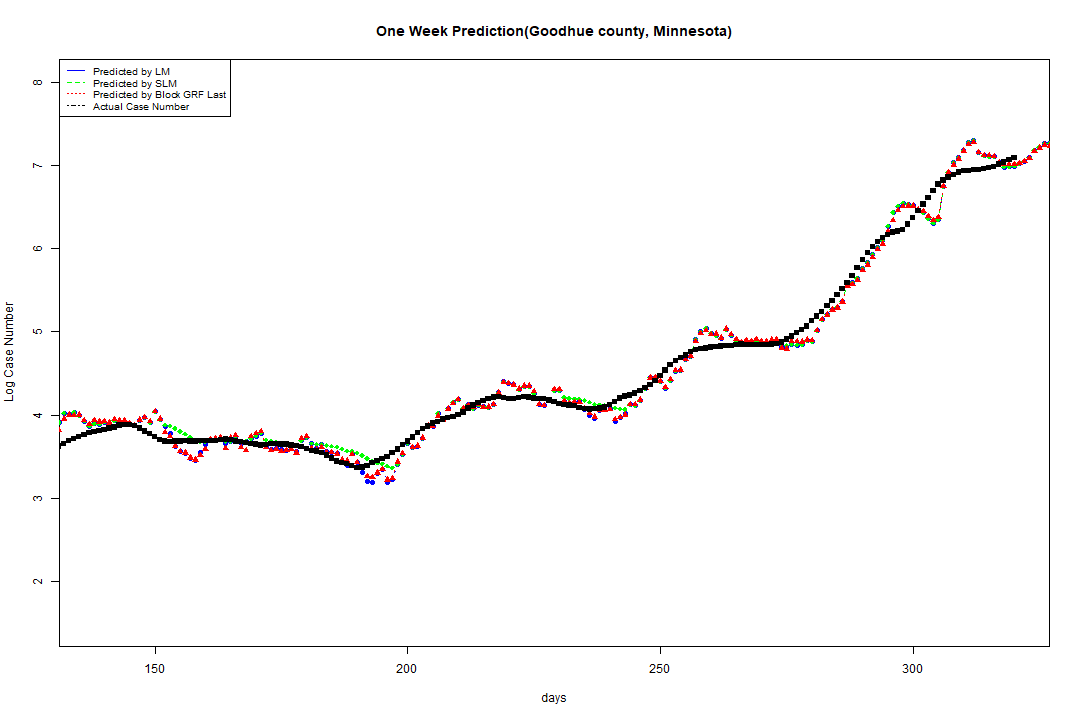 One Week Prediction(Goodhue county, Minnesota)
Predicted by LM
Predicted by SLM
Predicted by Block GRF Last
Actual Case Number
8
7
6
5
4
3
2
Log Case Number
150 200 250 300
days